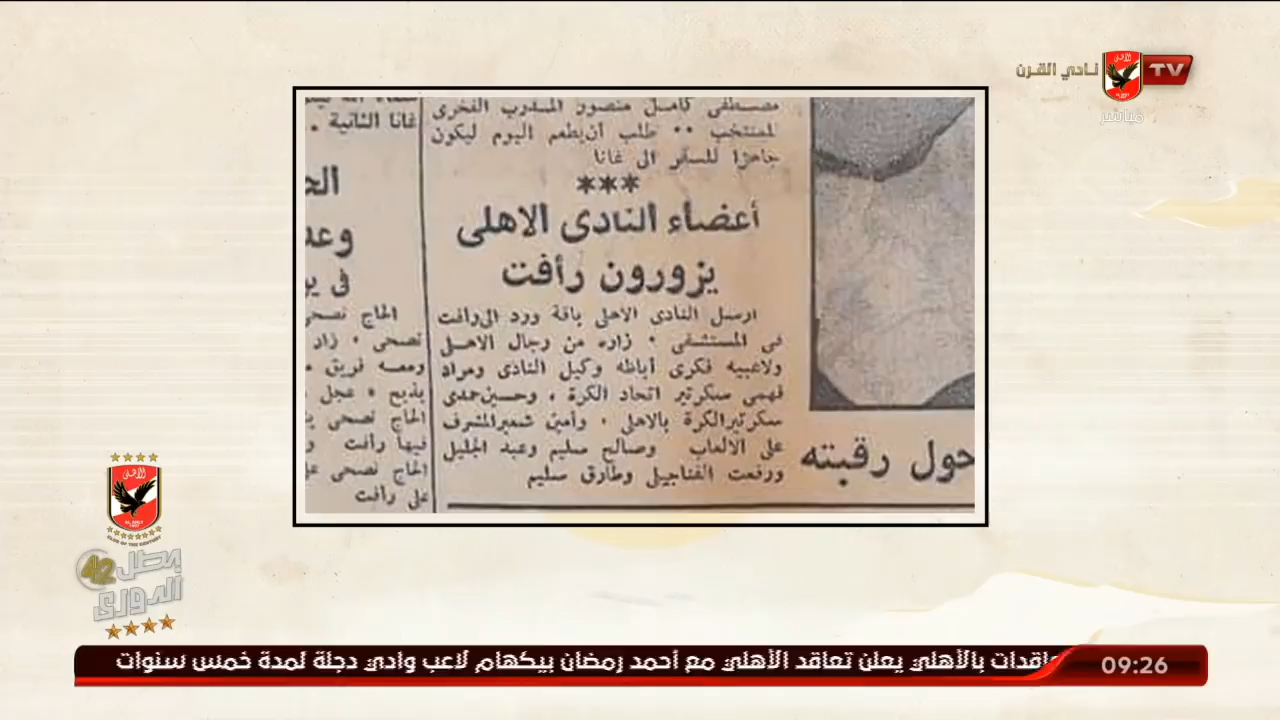 نادي القرن
TV
مباشر
غانا الثانية .
مصطفى كامل منصور المدرب الفخرى
للمنتخب .. طلب أن يطعم اليوم ليكون
جاهزا للسفر الى غانا
***
أعضاء النادى الاهلى
يزورون رأفت
ارسل النادى الاهلى باقة ورد الى رأفت
فى المستشفى . زاره من رجال الاهلى
ولاعبيه فكرى أباظه وكيل النادى ومراد
فهمى سكرتير اتحاد الكرة ، وحسين حمدى
سكرتير الكرة بالاهلى . وأمين شعير المشرف
على الالعاب وصالح سليم وعبد الجليل
ورفعت الفناجيلى وطارق سليم
حول رقبته
وعد
الحاج نصحى
نصحى . زاد
ومعه فريق
يذبح « عجل
الحاج نصحى
فيها رأفت
الحاج نصحى
على رأفت
بطل الدوري
42
بالأهلي يعلن تعاقد الأهلي مع أحمد رمضان بيكهام لاعب وادي دجلة لمدة خمس سنوات
09:26